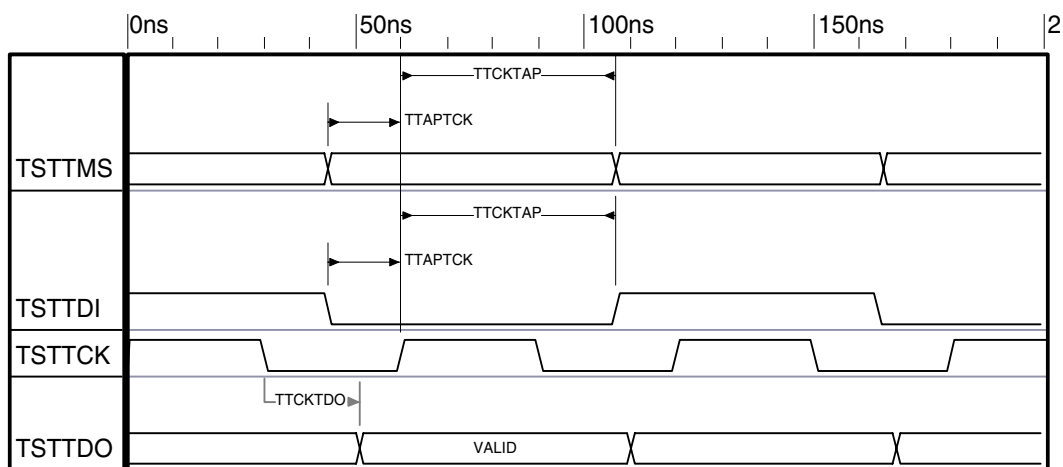 0ns 50ns 100ns 150ns 2
TTCKTAP
TTAPTCK
TSTTMS
TTCKTAP
TTAPTCK
TSTTDI
TSTTCK
TTCKTDO
TSTTDO VALID